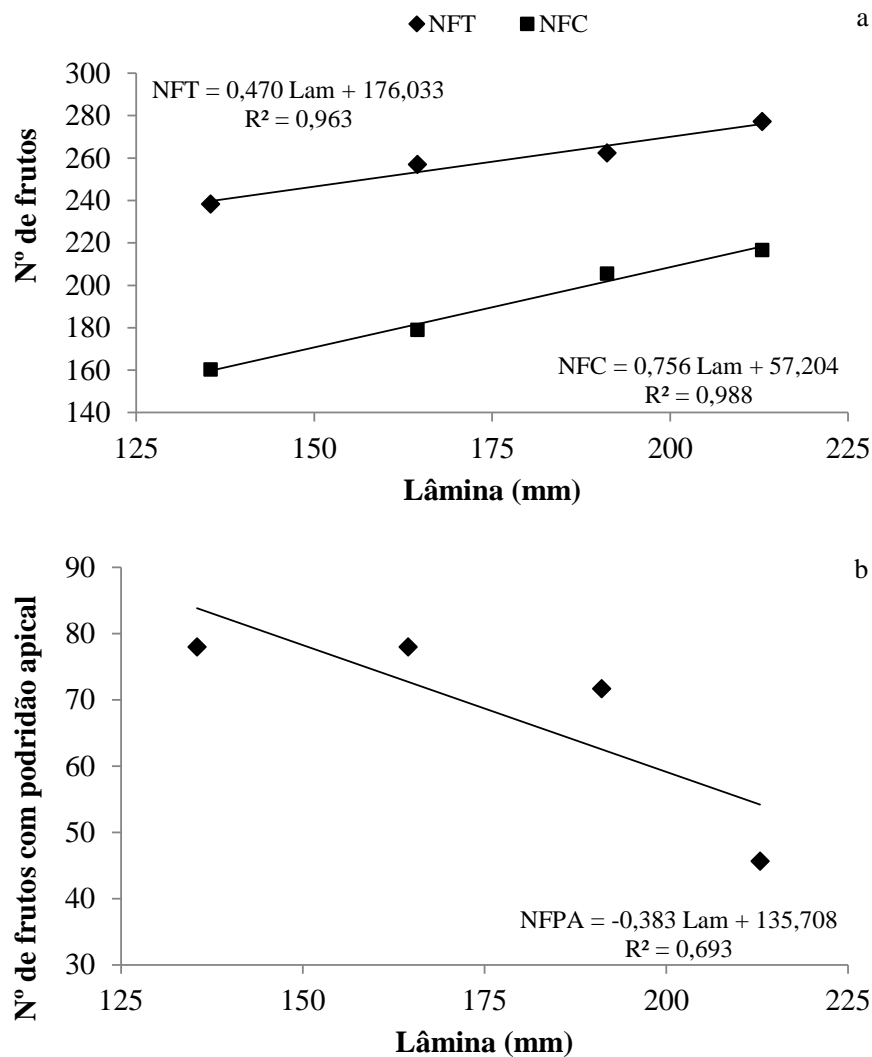 NFT NFC
a
300
280
260
240
220
200
180
160
140
Nº de frutos
NFT = 0,470 Lam + 176,033
R² = 0,963
NFC = 0,756 Lam + 57,204
R² = 0,988
125 150 175 200 225
Lâmina (mm)
b
90
80
70
60
50
40
30
Nº de frutos com podridão apical
NFPA = -0,383 Lam + 135,708
R² = 0,693
125 150 175 200 225
Lâmina (mm)